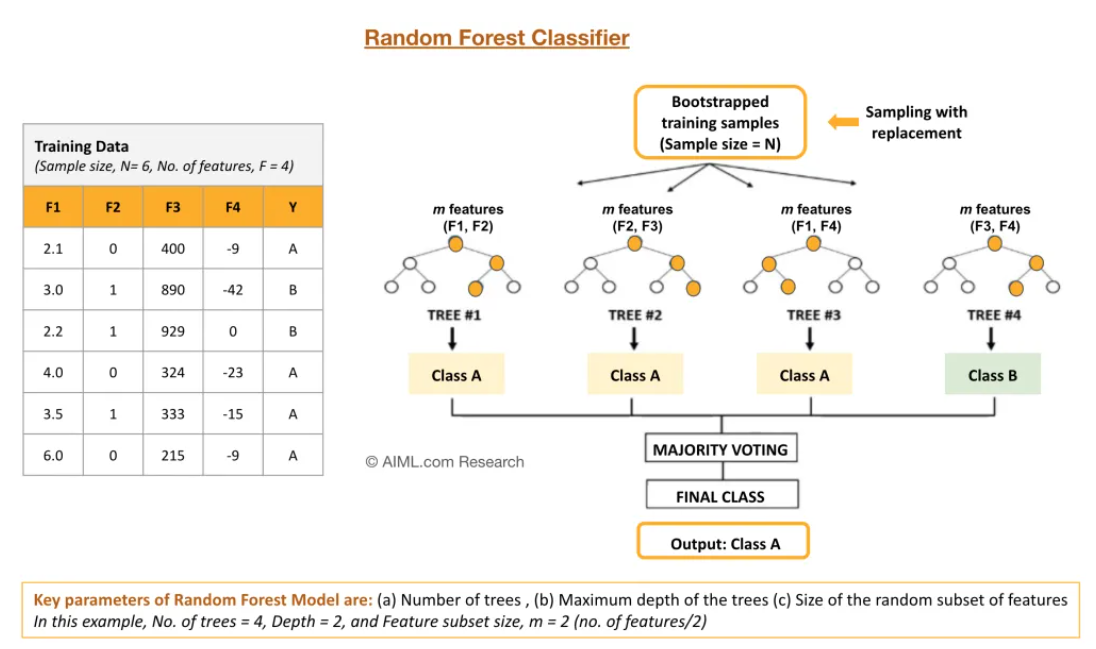 Random Forest Classifier
Bootstrapped
training samples
(Sample size = N)
Sampling with
replacement
Training Data
(Sample size, N= 6, No. of features, F = 4)
F1 F2 F3 F4 Y
2.1 0 400 -9 A
3.0 1 890 -42 B
2.2 1 929 0 B
4.0 0 324 -23 A
3.5 1 333 -15 A
6.0 0 215 -9 A
m features
(F1, F2)
m features
(F2, F3)
m features
(F1, F4)
m features
(F3, F4)
TREE #1
TREE #2
TREE #3
TREE #4
Class A
Class A
Class A
Class B
MAJORITY VOTING
© AIML.com Research
FINAL CLASS
Output: Class A
Key parameters of Random Forest Model are: (a) Number of trees , (b) Maximum depth of the trees (c) Size of the random subset of features
In this example, No. of trees = 4, Depth = 2, and Feature subset size, m = 2 (no. of features/2)